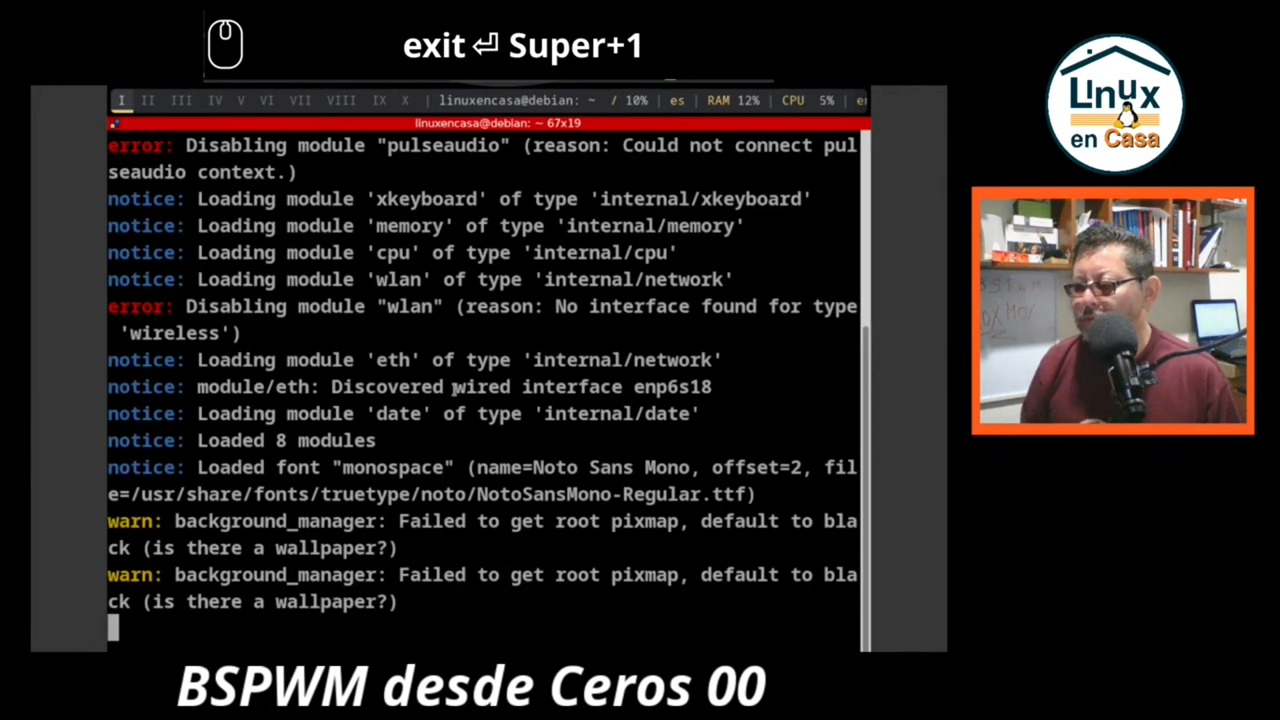 exit⏎ Super+1
LInux
en Casa
I II III IV V VI VII VIII IX X | linuxencasa@debian: ~ / 10% | es | RAM 12% | CPU 5% | en
linuxencasa@debian: ~ 67x19
error: Disabling module "pulseaudio" (reason: Could not connect pul
seaudio context.)
notice: Loading module 'xkeyboard' of type 'internal/xkeyboard'
notice: Loading module 'memory' of type 'internal/memory'
notice: Loading module 'cpu' of type 'internal/cpu'
notice: Loading module 'wlan' of type 'internal/network'
error: Disabling module "wlan" (reason: No interface found for type
'wireless')
notice: Loading module 'eth' of type 'internal/network'
notice: module/eth: Discovered wired interface enp6s18
notice: Loading module 'date' of type 'internal/date'
notice: Loaded 8 modules
notice: Loaded font "monospace" (name=Noto Sans Mono, offset=2, fil
e=/usr/share/fonts/truetype/noto/NotoSansMono-Regular.ttf)
warn: background_manager: Failed to get root pixmap, default to bla
ck (is there a wallpaper?)
warn: background_manager: Failed to get root pixmap, default to bla
ck (is there a wallpaper?)
BSPWM desde Ceros 00